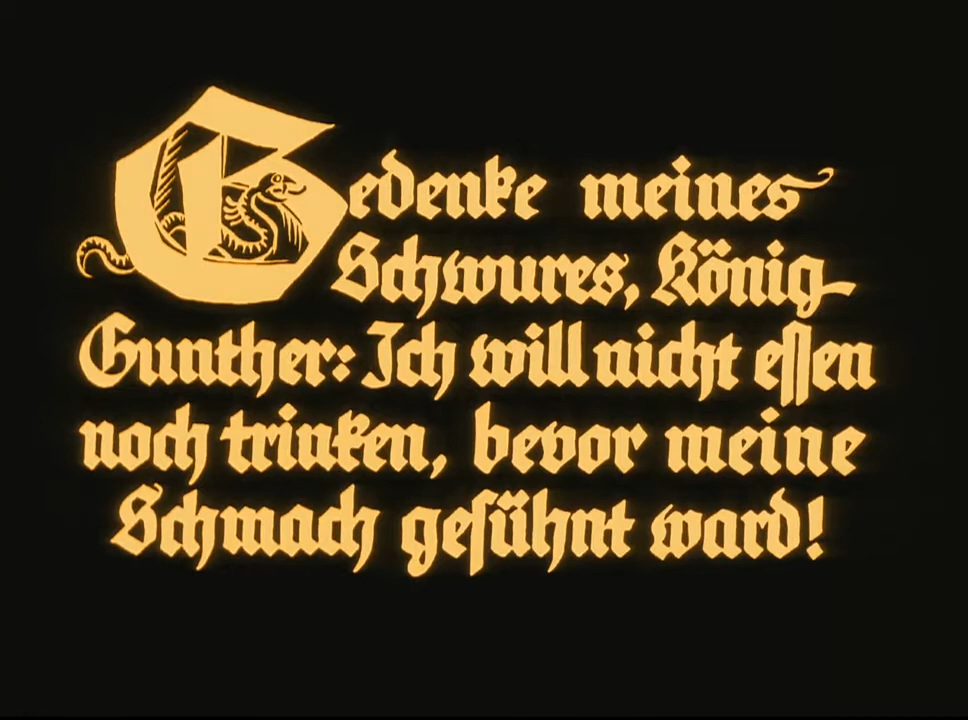 Gedenke meines
Schwures, König
Gunther: Ich will nicht essen
noch trinken, bevor meine
Schmach gesühnt ward!